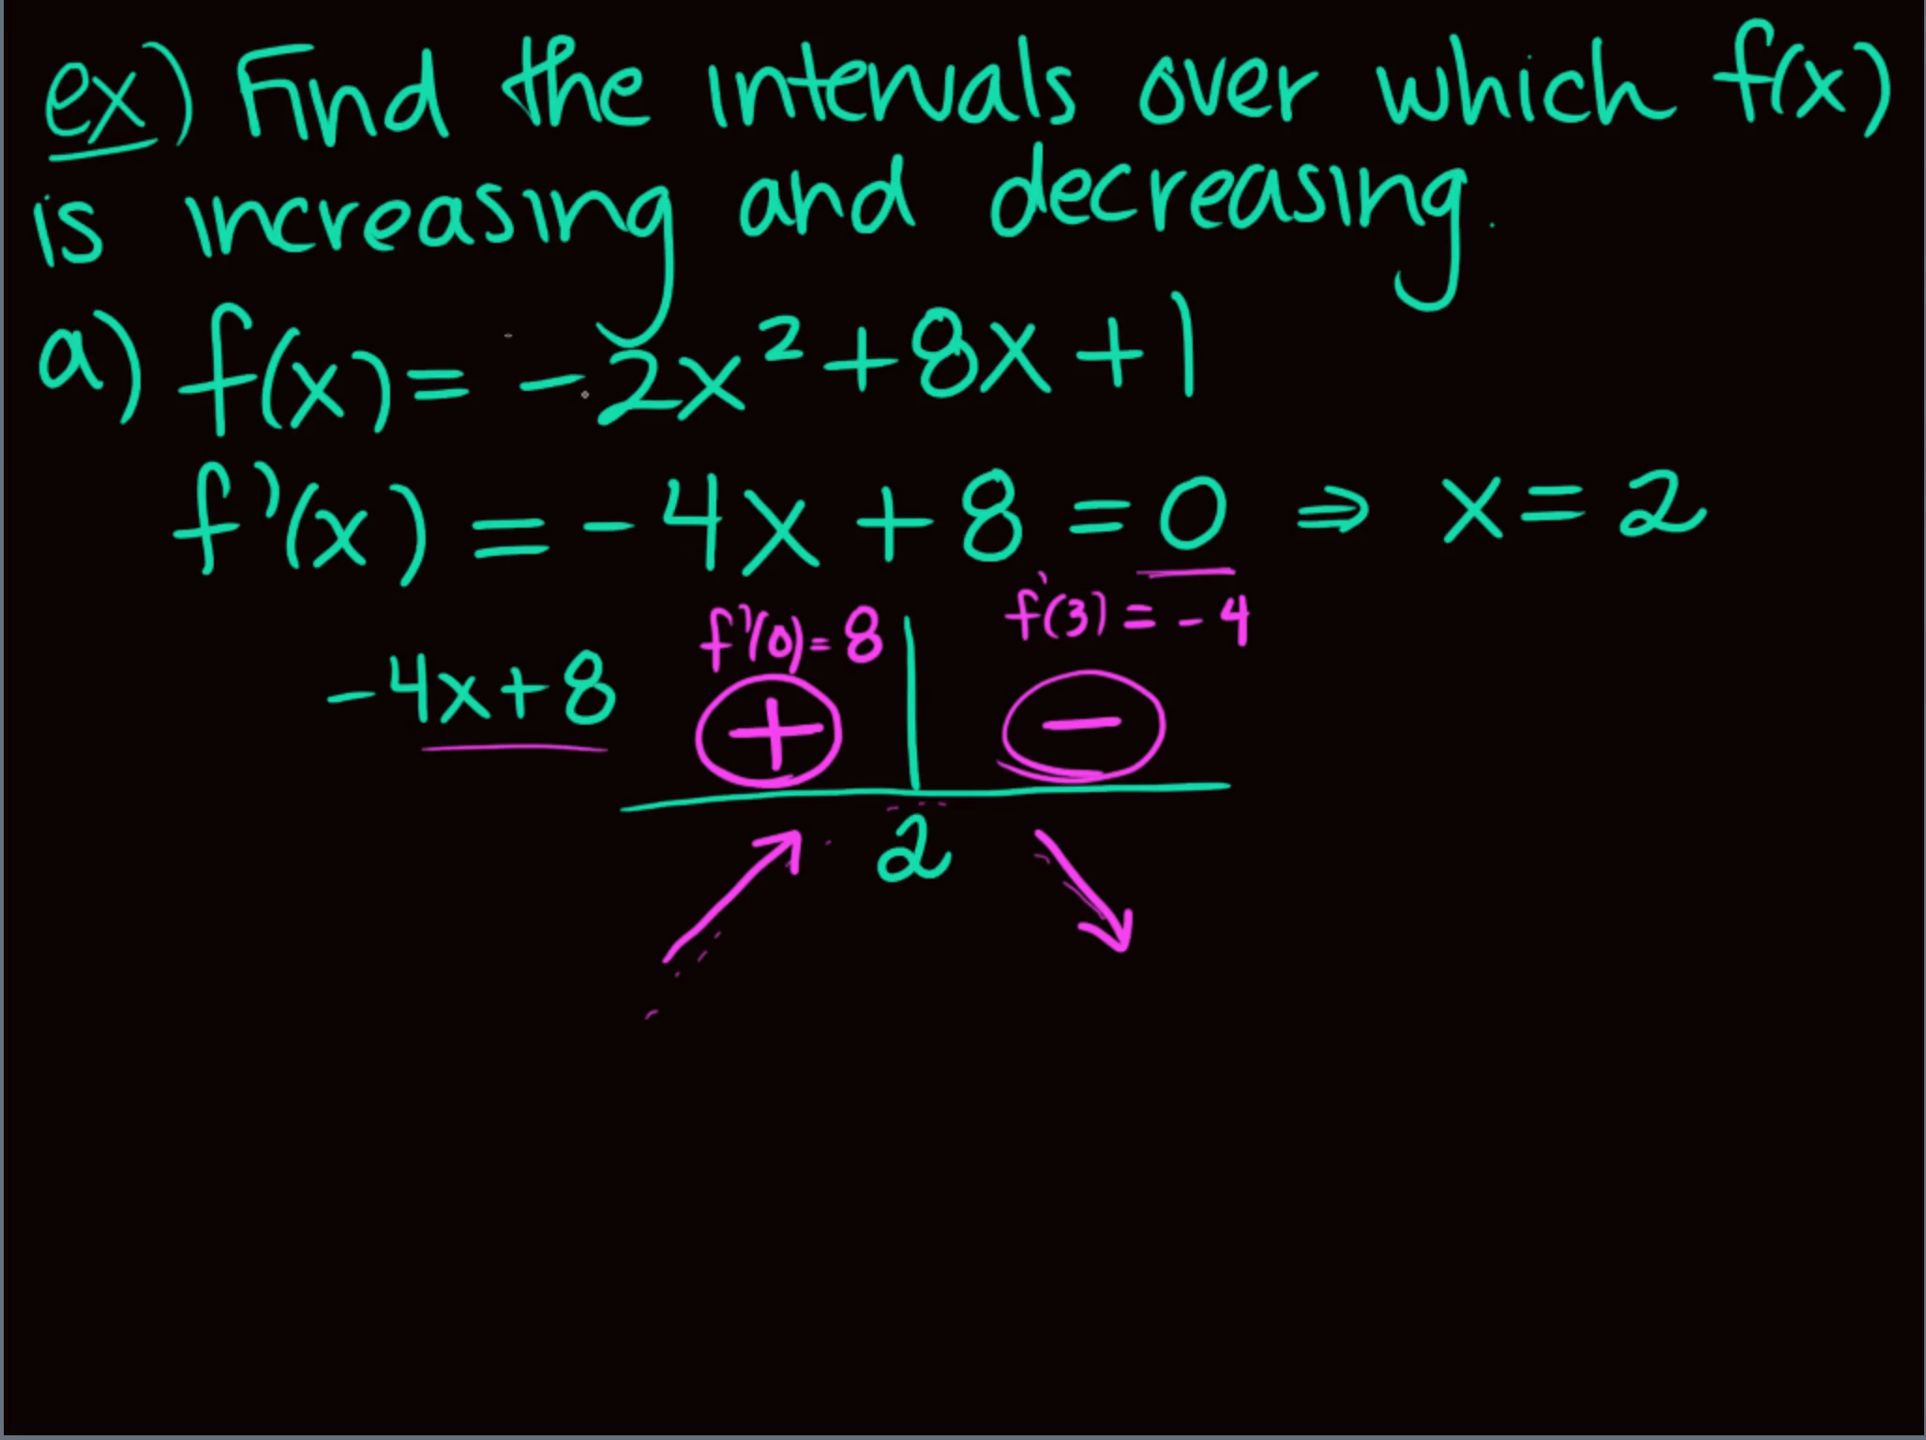 ex) Find the intervals over which f(x)
is increasing and decreasing.
a) f(x) = -2x² + 8x + 1
f'(x) = -4x + 8 = 0 ⇒ x = 2
f'(0) = 8 f'(3) = -4
-4x + 8 + −
2